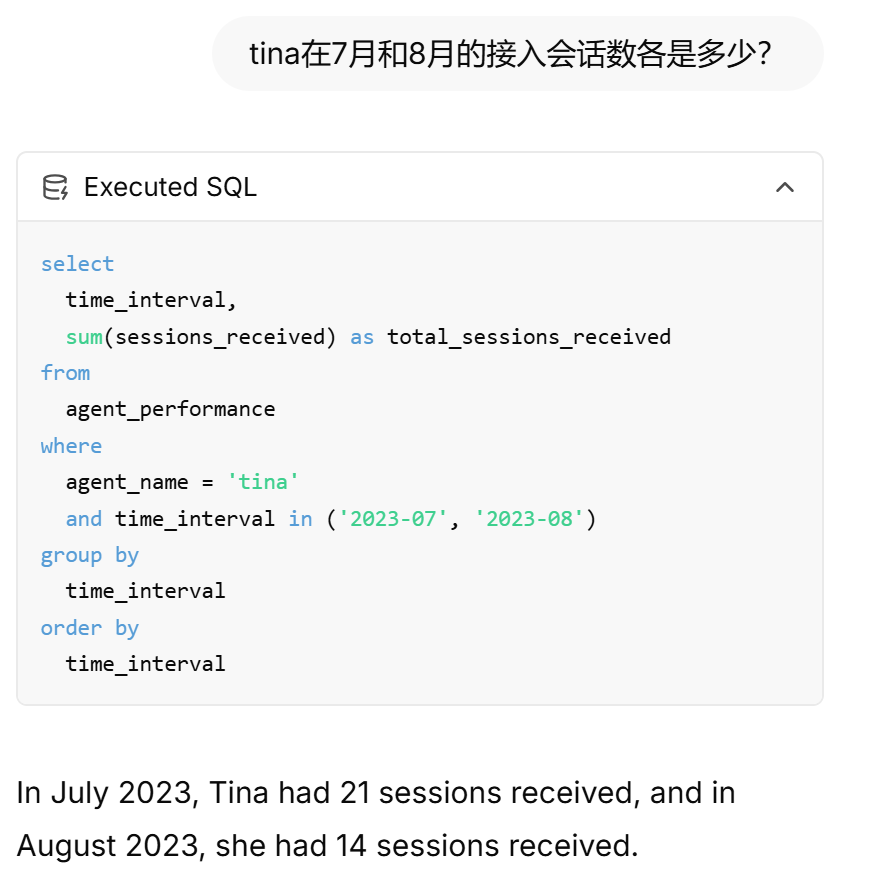 tina在7月和8月的接入会话数各是多少？
Executed SQL
select
  time_interval,
  sum(sessions_received) as total_sessions_received
from
  agent_performance
where
  agent_name = 'tina'
  and time_interval in ('2023-07', '2023-08')
group by
  time_interval
order by
  time_interval
In July 2023, Tina had 21 sessions received, and in
August 2023, she had 14 sessions received.